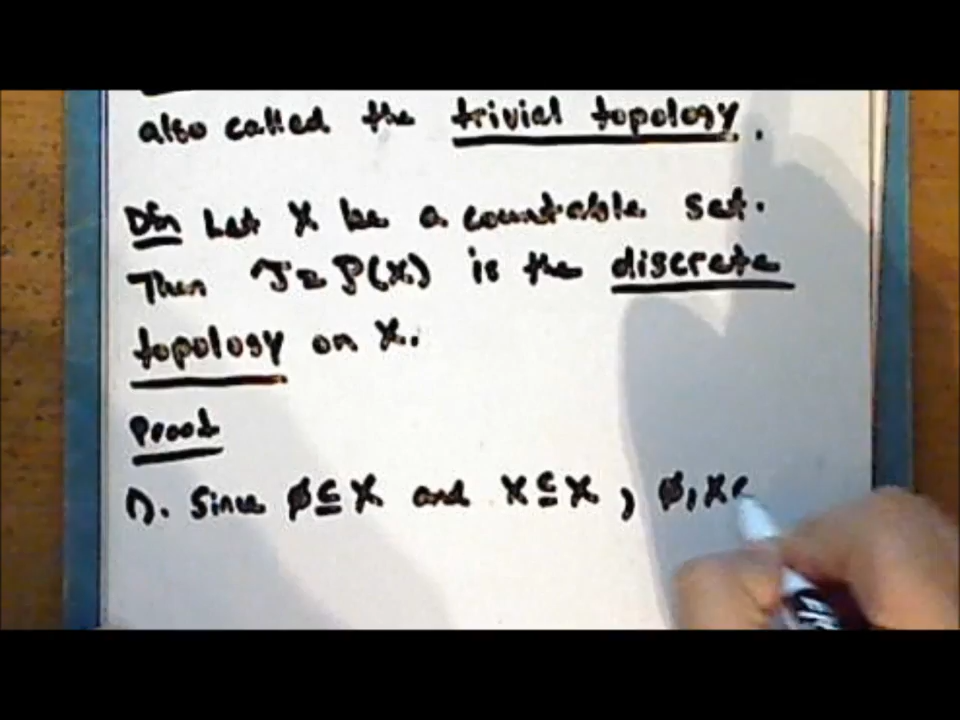 also called the trivial topology.
Dfn Let X be a countable set.
Then 𝒯 = P(X) is the discrete
topology on X.
Proof
1). Since ∅ ⊆ X and X ⊆ X, ∅, X